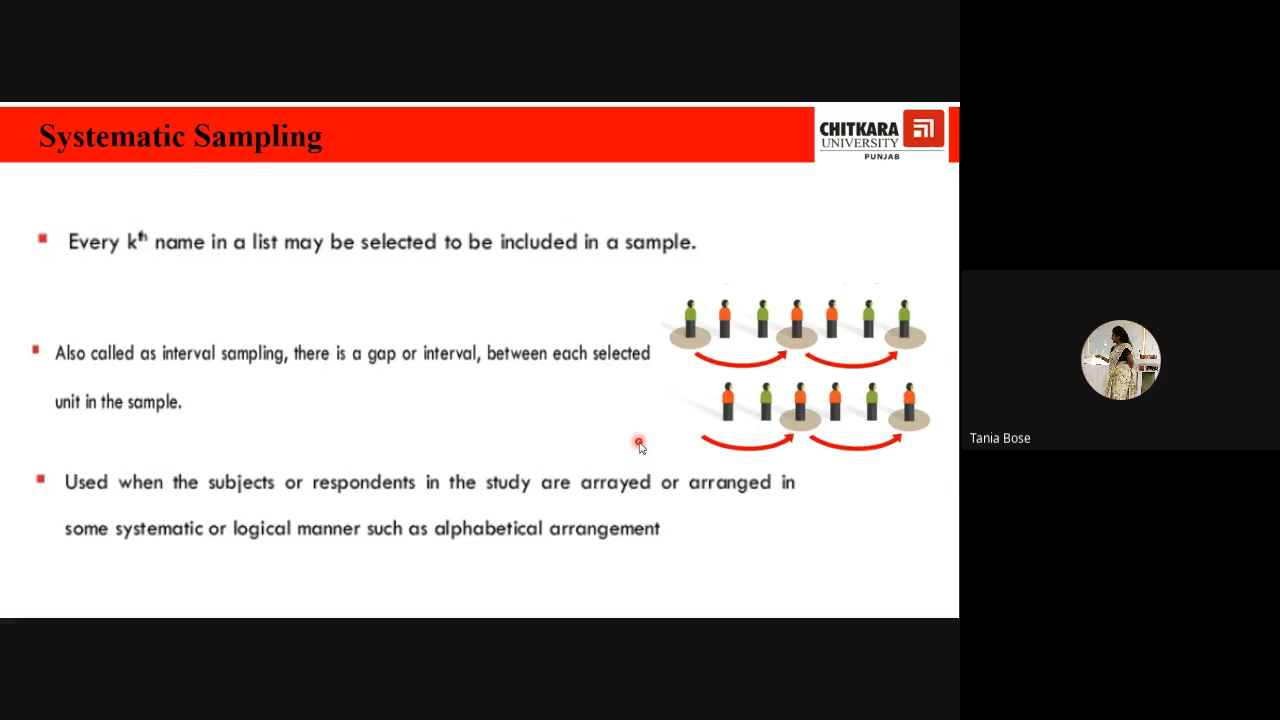 Systematic Sampling
CHITKARA
UNIVERSITY
PUNJAB
Every kth name in a list may be selected to be included in a sample.
Also called as interval sampling, there is a gap or interval, between each selected
unit in the sample.
Used when the subjects or respondents in the study are arrayed or arranged in
some systematic or logical manner such as alphabetical arrangement
Tania Bose